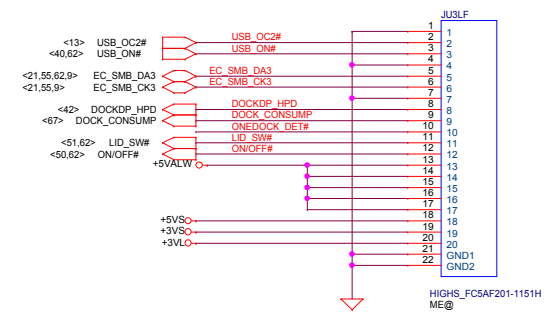 JU3LF
1 1
<13> USB_OC2# USB_OC2# 2 2
<40,62> USB_ON# USB_ON# 3 3
4 4
<21,55,62,9> EC_SMB_DA3 EC_SMB_DA3 5 5
<21,55,9> EC_SMB_CK3 EC_SMB_CK3 6 6
7 7
<42> DOCKDP_HPD DOCKDP_HPD 8 8
<67> DOCK_CONSUMP DOCK_CONSUMP 9 9
ONEDOCK_DET# 10 10
<51,62> LID_SW# LID_SW# 11 11
<50,62> ON/OFF# ON/OFF# 12 12
+5VALW 13 13
14 14
15 15
16 16
17 17
+5VS 18 18
+3VS 19 19
+3VL 20 20
21 GND1
22 GND2
HIGHS_FC5AF201-1151H
ME@